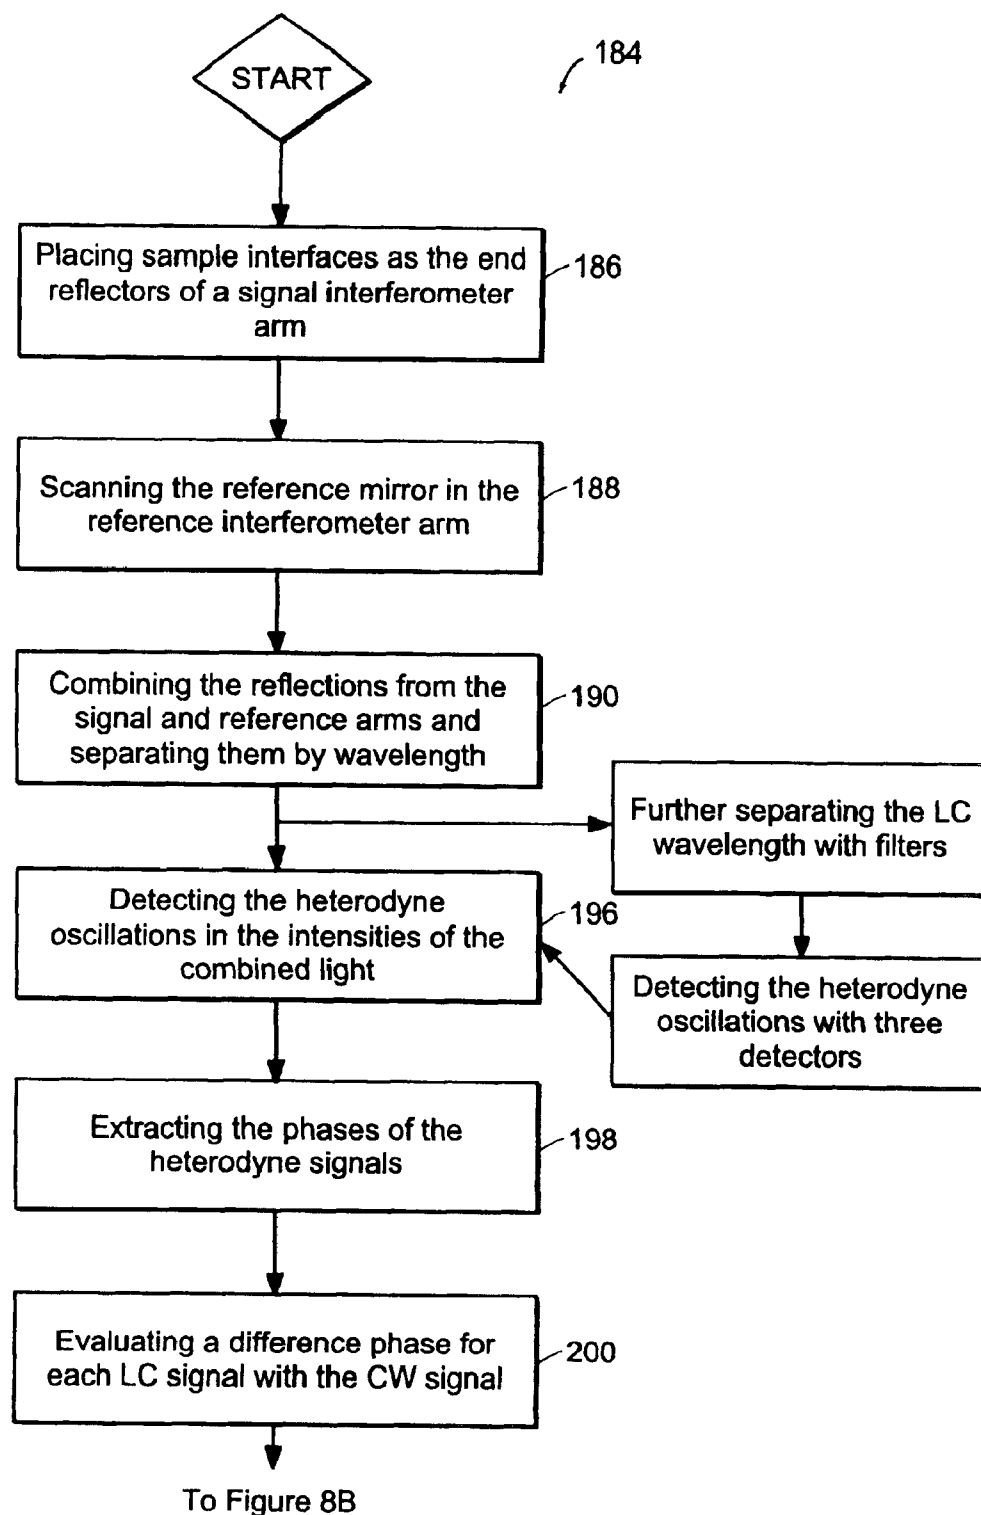 START
184
Placing sample interfaces as the end
reflectors of a signal interferometer
arm
186
Scanning the reference mirror in the
reference interferometer arm
188
Combining the reflections from the
signal and reference arms and
separating them by wavelength
190
Further separating the LC
wavelength with filters
Detecting the heterodyne
oscillations in the intensities of the
combined light
196
Detecting the heterodyne
oscillations with three
detectors
Extracting the phases of the
heterodyne signals
198
Evaluating a difference phase for
each LC signal with the CW signal
200
To Figure 8B